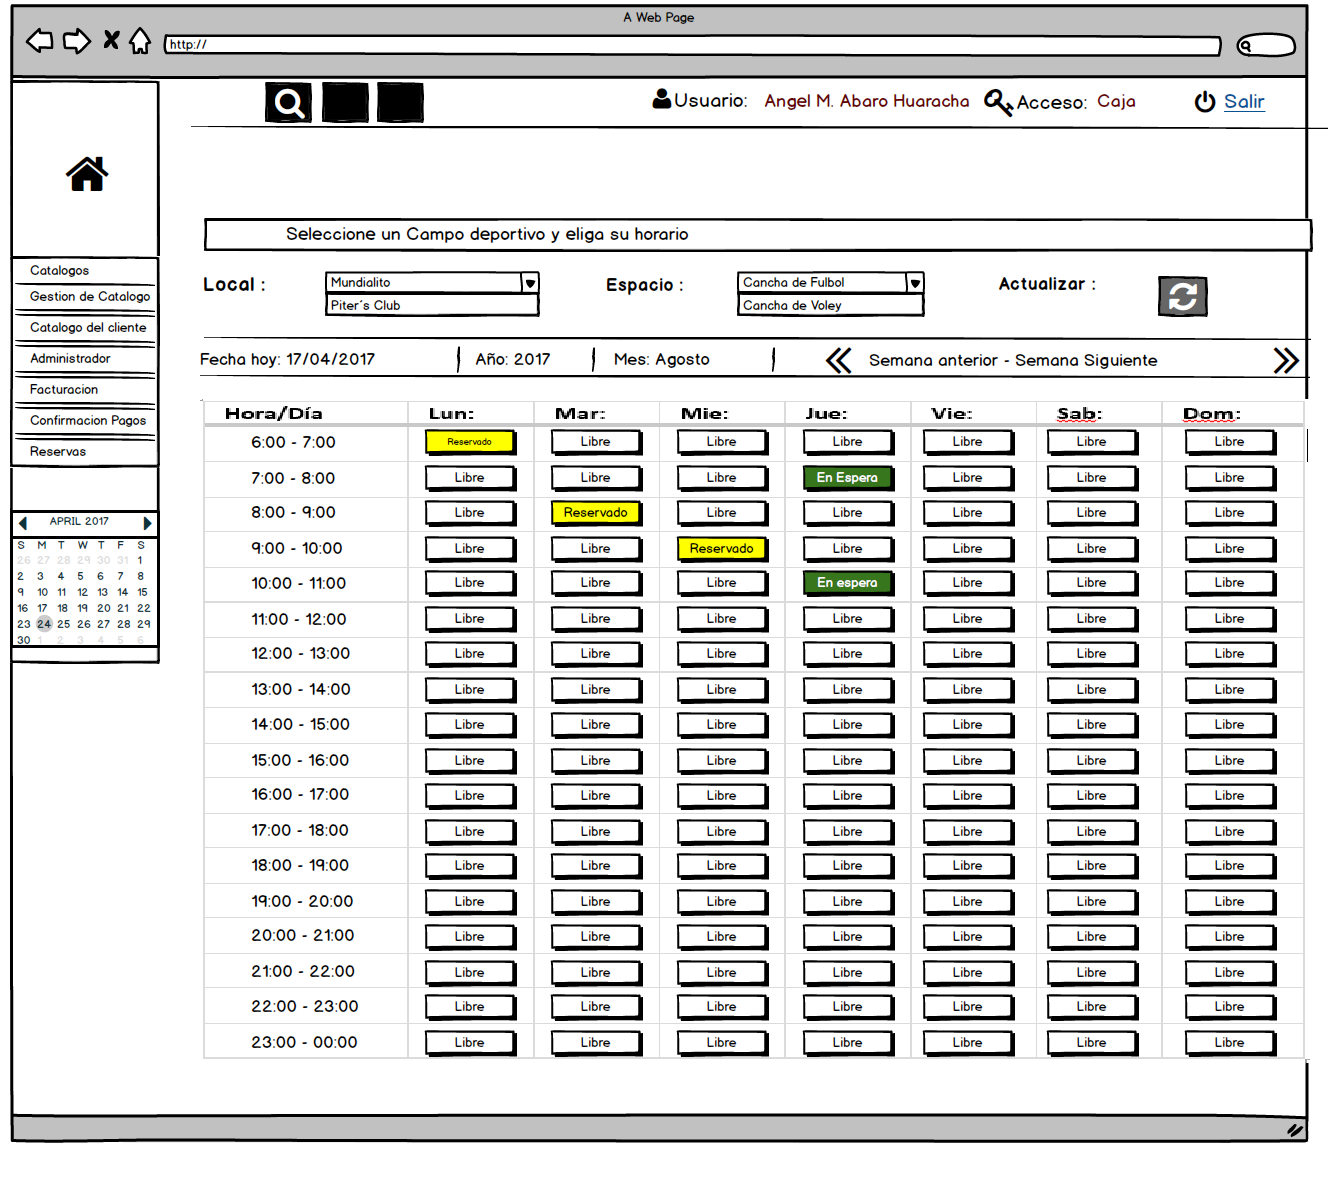 A Web Page
http://
Usuario: Angel M. Abaro Huaracha Acceso: Caja Salir
Seleccione un Campo deportivo y eliga su horario
Catalogos
Gestion de Catalogo
Catalogo del cliente
Administrador
Facturacion
Confirmacion Pagos
Reservas
Local : Mundialito Espacio : Cancha de Fulbol Actualizar :
Piter´s Club Cancha de Voley
Fecha hoy: 17/04/2017 Año: 2017 Mes: Agosto Semana anterior - Semana Siguiente
APRIL 2017
S M T W T F S
26 27 28 29 30 31 1
2 3 4 5 6 7 8
9 10 11 12 13 14 15
16 17 18 19 20 21 22
23 24 25 26 27 28 29
30 1 2 3 4 5 6
Hora/Día Lun: Mar: Mie: Jue: Vie: Sab: Dom:
6:00 - 7:00 Reservado Libre Libre Libre Libre Libre Libre
7:00 - 8:00 Libre Libre Libre En Espera Libre Libre Libre
8:00 - 9:00 Libre Reservado Libre Libre Libre Libre Libre
9:00 - 10:00 Libre Libre Reservado Libre Libre Libre Libre
10:00 - 11:00 Libre Libre Libre En espera Libre Libre Libre
11:00 - 12:00 Libre Libre Libre Libre Libre Libre Libre
12:00 - 13:00 Libre Libre Libre Libre Libre Libre Libre
13:00 - 14:00 Libre Libre Libre Libre Libre Libre Libre
14:00 - 15:00 Libre Libre Libre Libre Libre Libre Libre
15:00 - 16:00 Libre Libre Libre Libre Libre Libre Libre
16:00 - 17:00 Libre Libre Libre Libre Libre Libre Libre
17:00 - 18:00 Libre Libre Libre Libre Libre Libre Libre
18:00 - 19:00 Libre Libre Libre Libre Libre Libre Libre
19:00 - 20:00 Libre Libre Libre Libre Libre Libre Libre
20:00 - 21:00 Libre Libre Libre Libre Libre Libre Libre
21:00 - 22:00 Libre Libre Libre Libre Libre Libre Libre
22:00 - 23:00 Libre Libre Libre Libre Libre Libre Libre
23:00 - 00:00 Libre Libre Libre Libre Libre Libre Libre